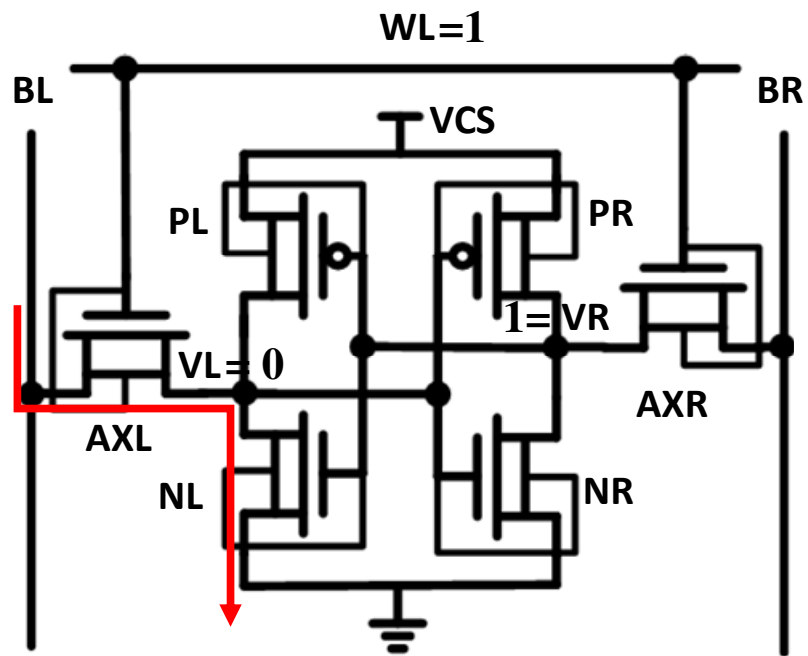 WL=1
BL
BR
VCS
PL
PR
1= VR
VL= 0
AXL
AXR
NL
NR